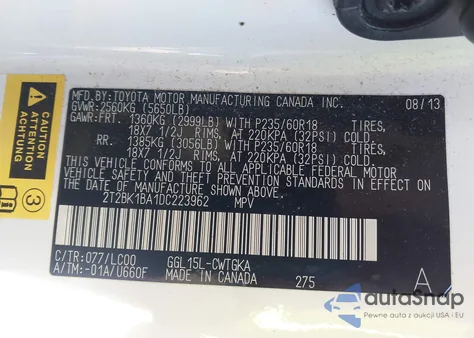 MFD.BY:TOYOTA MOTOR MANUFACTURING CANADA INC. 08/13
GVWR:2560KG (5650LB)
GAWR:FRT. 1360KG (2999LB) WITH P235/60R18 TIRES,
18X7 1/2J RIMS, AT 220KPA (32PSI) COLD.
RR. 1385KG (3056LB) WITH P235/60R18 TIRES,
18X7 1/2J RIMS, AT 220KPA (32PSI) COLD.
THIS VEHICLE CONFORMS TO ALL APPLICABLE FEDERAL MOTOR
VEHICLE SAFETY STANDARDS IN EFFECT ON THE DATE OF
MANUFACTURE SHOWN ABOVE.
2T2BK1BA1DC223962 MPV
C/TR:077/LC00 GGL15L-CWTGKA
A/TM:-01A/U660F MADE IN CANADA 275 A
CAUTION
ATTENTION
ACHTUNG
3
autoSnap
Pewne auta z aukcji USA i EU